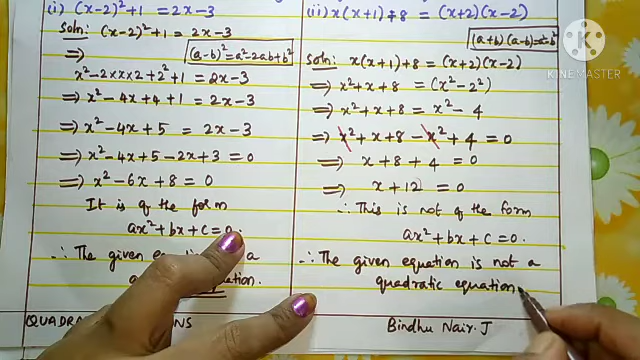 (i) (x-2)²+1 = 2x-3
Soln: (x-2)²+1 = 2x-3
⇒ (a-b)² = a²-2ab+b²
x²-2×x×2+2²+1 = 2x-3
⇒ x²-4x+4+1 = 2x-3
⇒ x²-4x+5 = 2x-3
⇒ x²-4x+5-2x+3 = 0
⇒ x²-6x+8 = 0
It is of the form
ax²+bx+c = 0.
∴ The given a
QUADRA
(ii) x(x+1)+8 = (x+2)(x-2)
(a+b)(a-b)=a²-b²
Soln: x(x+1)+8 = (x+2)(x-2)
⇒ x²+x+8 = (x²-2²)
⇒ x²+x+8 = x²-4
⇒ x²+x+8-x²+4 = 0
⇒ x+8+4 = 0
⇒ x+12 = 0
∴ This is not of the form
ax²+bx+c = 0.
∴ The given equation is not a
quadratic equation
Bindhu Nair. J
KINEMASTER